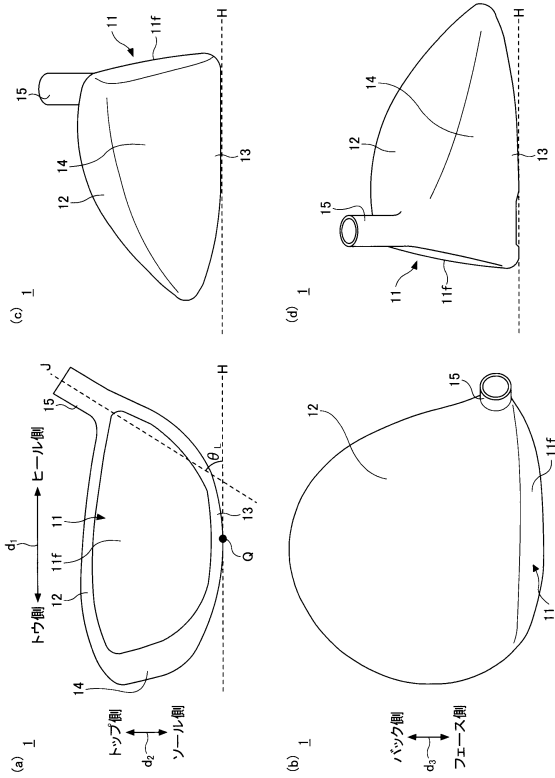 (a) 1
d₁
トウ側 ヒール側
トップ側
d₂
ソール側
12
11
11f
15
J
θL
H
13
Q
14
(b) 1
バック側
d₃
フェース側
12
15
11f
11
(c) 1
15
11
11f
12
14
13
H
(d) 1
15
12
14
11
11f
13
H